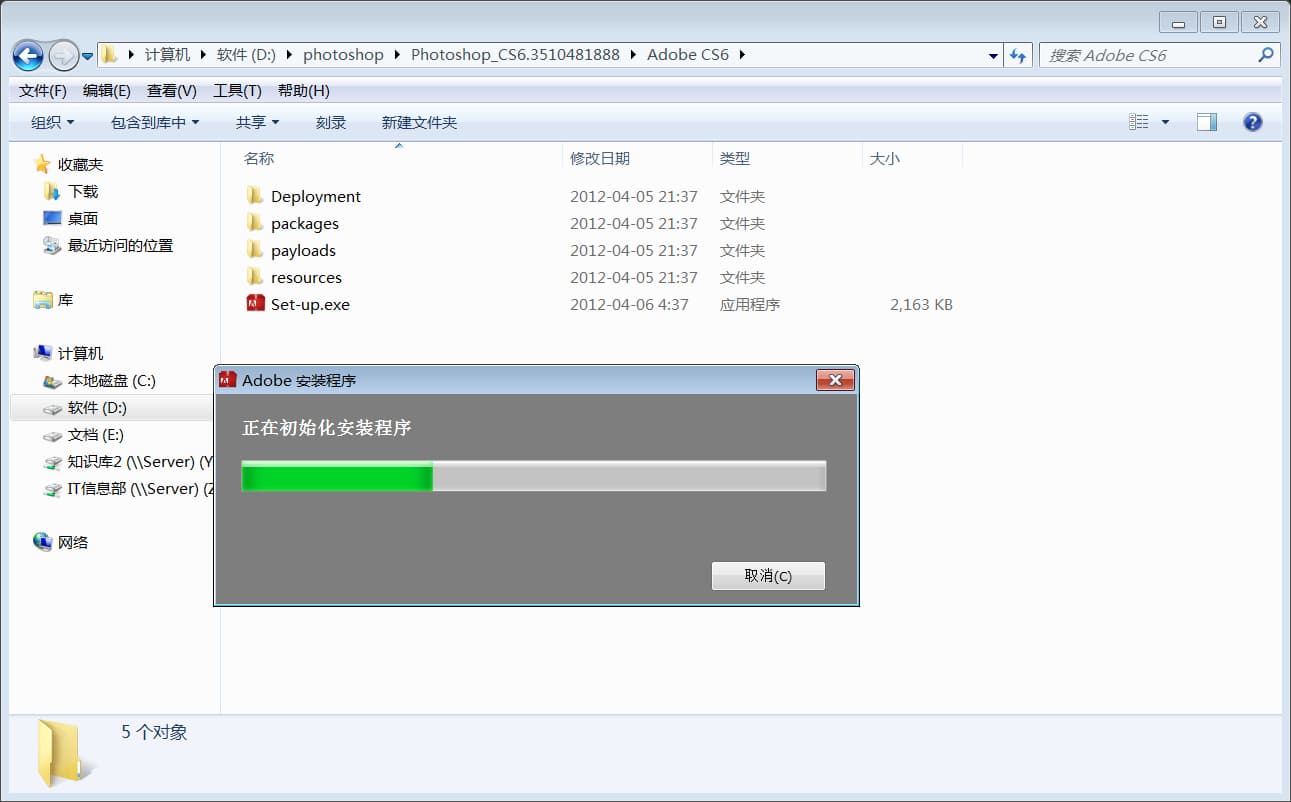 计算机 软件 (D:) photoshop Photoshop_CS6.3510481888 Adobe CS6
搜索 Adobe CS6
文件(F) 编辑(E) 查看(V) 工具(T) 帮助(H)
组织 包含到库中 共享 刻录 新建文件夹
收藏夹
下载
桌面
最近访问的位置
库
计算机
本地磁盘 (C:)
软件 (D:)
文档 (E:)
知识库2 (\\Server) (Y
IT信息部 (\\Server) (Z
网络
名称 修改日期 类型 大小
Deployment 2012-04-05 21:37 文件夹
packages 2012-04-05 21:37 文件夹
payloads 2012-04-05 21:37 文件夹
resources 2012-04-05 21:37 文件夹
Set-up.exe 2012-04-06 4:37 应用程序 2,163 KB
Adobe 安装程序
正在初始化安装程序
取消(C)
5 个对象